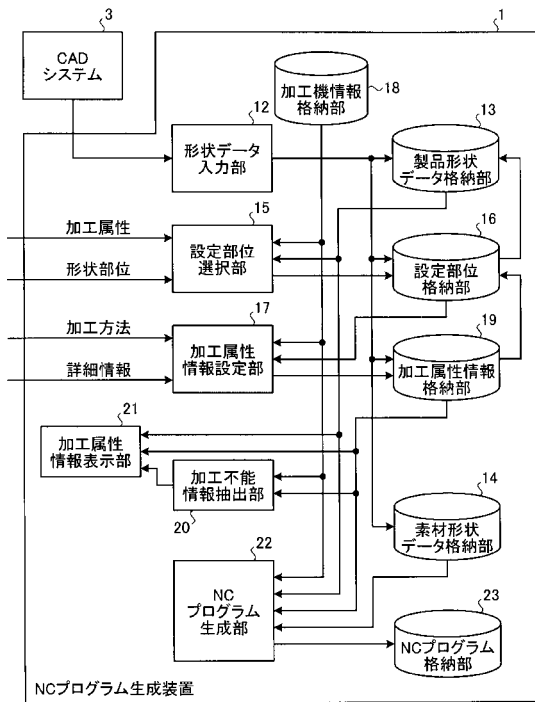 3
1
CAD
システム
18
加工機情報
格納部
12
形状データ
入力部
13
製品形状
データ格納部
15
設定部位
選択部
加工属性
形状部位
16
設定部位
格納部
17
加工属性
情報設定部
加工方法
詳細情報
19
加工属性情報
格納部
21
加工属性
情報表示部
加工不能
情報抽出部
20
14
素材形状
データ格納部
22
NC
プログラム
生成部
23
NCプログラム
格納部
NCプログラム生成装置